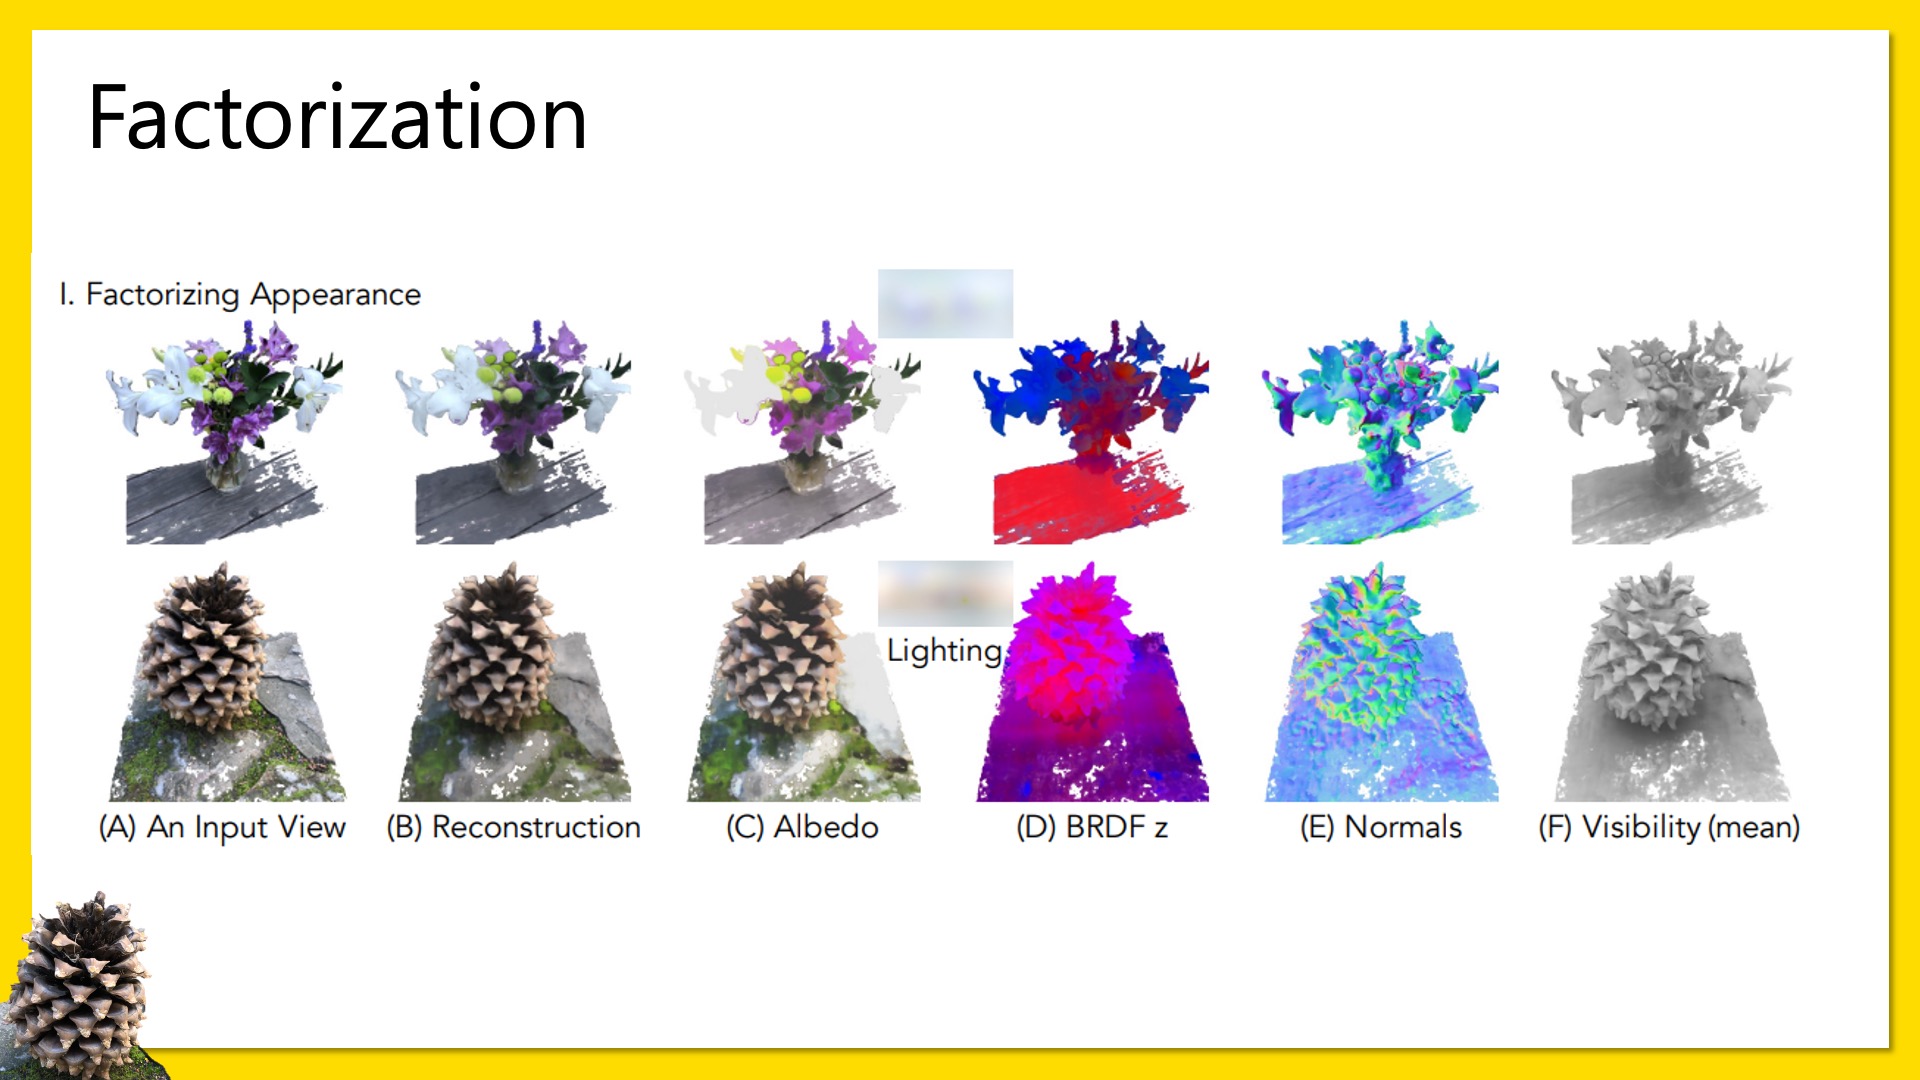 Factorization
I. Factorizing Appearance
Lighting
(A) An Input View
(B) Reconstruction
(C) Albedo
(D) BRDF z
(E) Normals
(F) Visibility (mean)